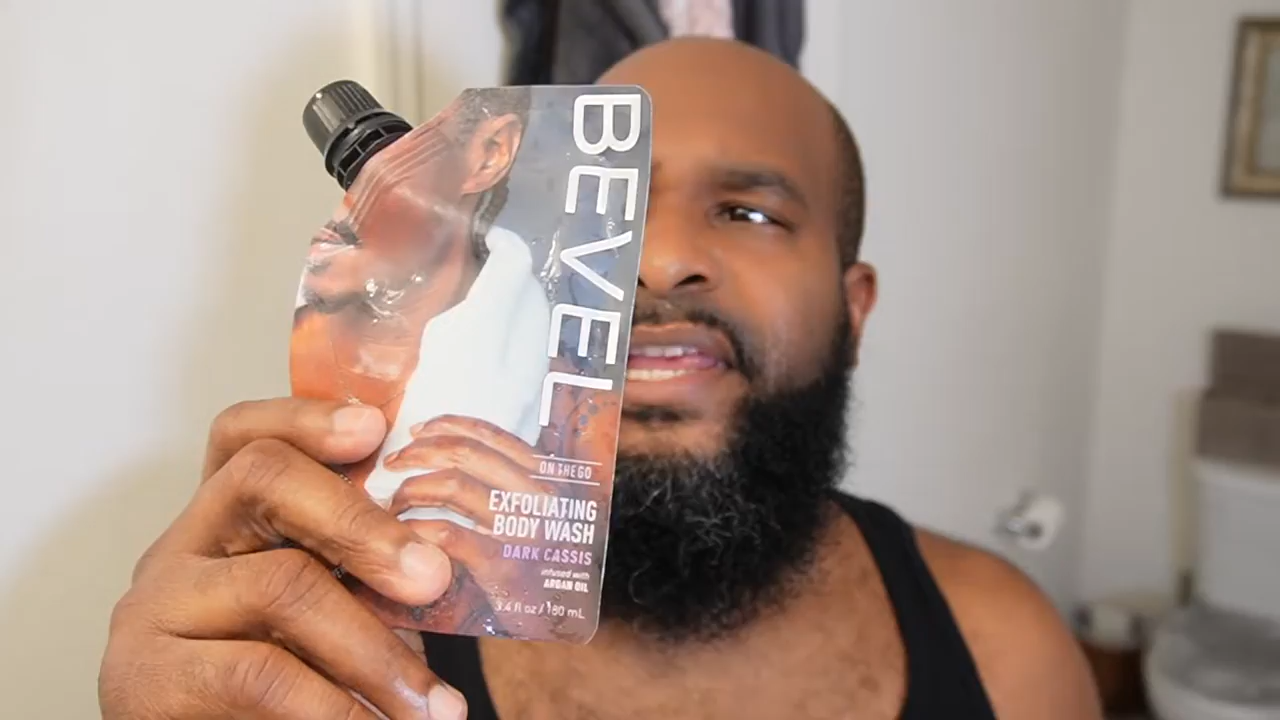 BEVEL
ON THE GO
EXFOLIATING
BODY WASH
DARK CASSIS
infused with
ARGAN OIL
3.4 fl oz / 100 mL